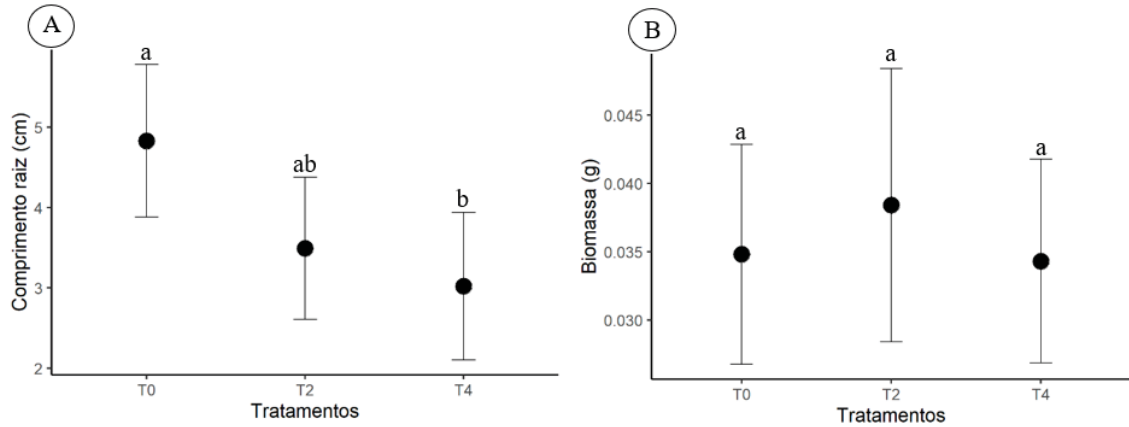 A
a
ab
b
Comprimento raiz (cm)
5
4
3
2
T0
T2
T4
Tratamentos
B
a
a
a
Biomassa (g)
0.045
0.040
0.035
0.030
T0
T2
T4
Tratamentos